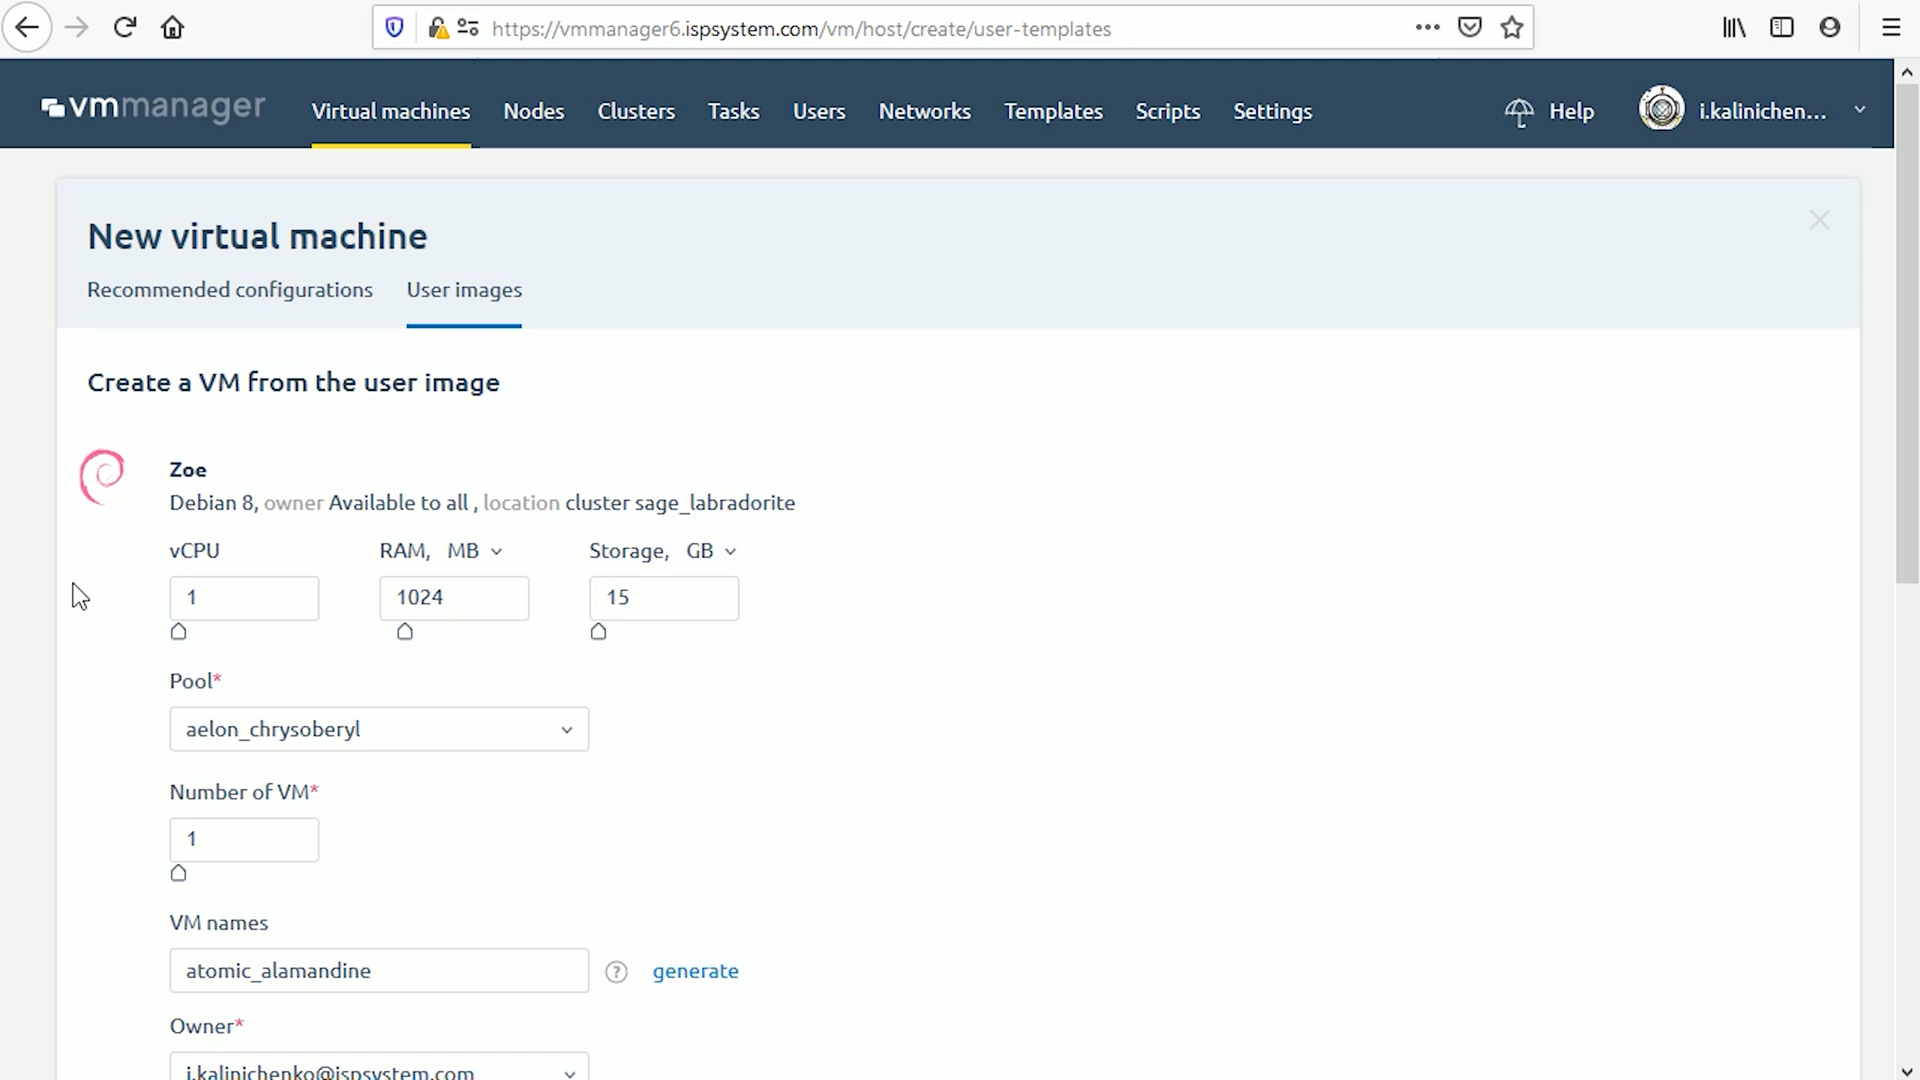 https://vmmanager6.ispsystem.com/vm/host/create/user-templates
vmmanager Virtual machines Nodes Clusters Tasks Users Networks Templates Scripts Settings Help i.kalinichen...
New virtual machine
Recommended configurations User images
Create a VM from the user image
Zoe
Debian 8, owner Available to all , location cluster sage_labradorite
vCPU RAM, MB Storage, GB
1 1024 15
Pool*
aelon_chrysoberyl
Number of VM*
1
VM names
atomic_alamandine ? generate
Owner*
i.kalinichenko@ispsystem.com